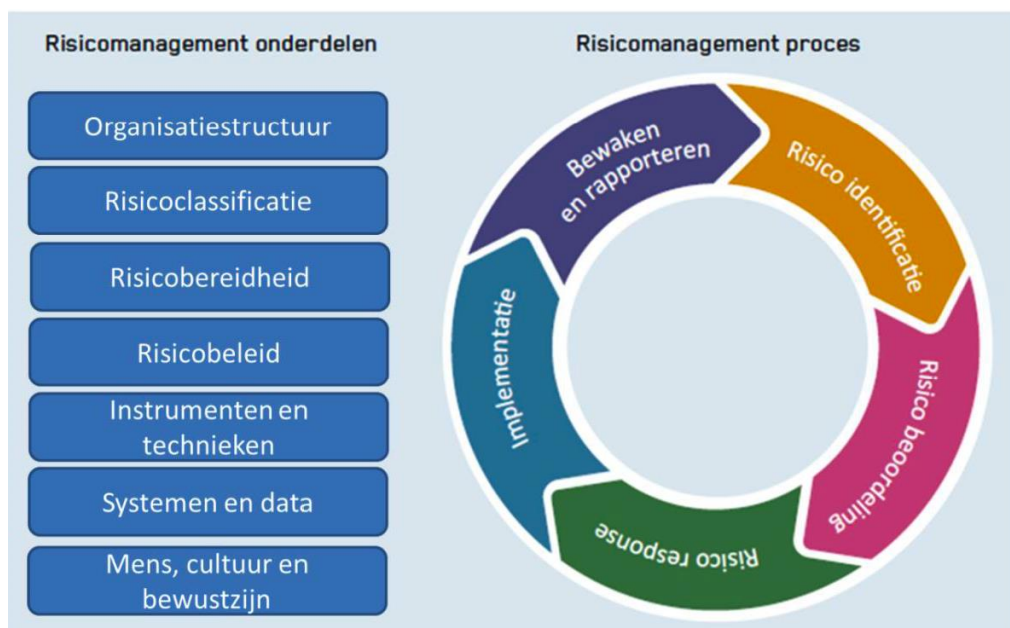 Risicomanagement onderdelen
Organisatiestructuur
Risicoclassificatie
Risicobereidheid
Risicobeleid
Instrumenten en
technieken
Systemen en data
Mens, cultuur en
bewustzijn
Risicomanagement proces
Risico identificatie
Risico beoordeling
Risico response
Implementatie
Bewaken
en rapporteren